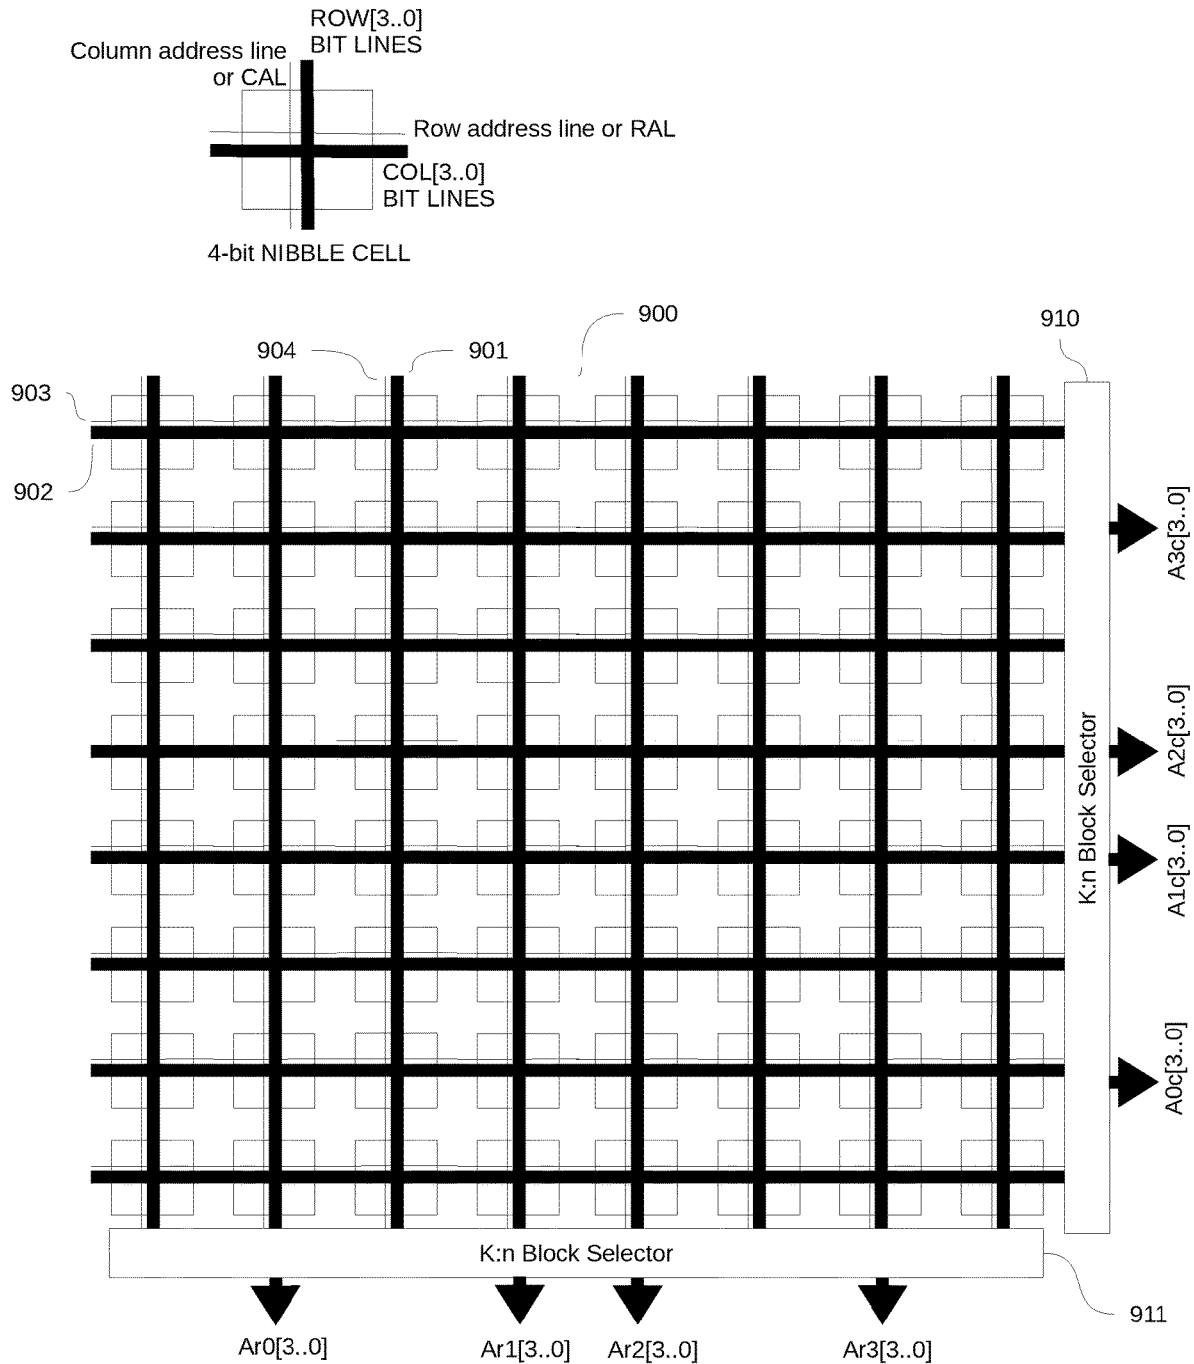 ROW[3..0]
BIT LINES
Column address line
or CAL
Row address line or RAL
COL[3..0]
BIT LINES
4-bit NIBBLE CELL
900
910
904
901
903
902
A3c[3..0]
A2c[3..0]
K:n Block Selector
A1c[3..0]
A0c[3..0]
K:n Block Selector
911
Ar0[3..0]
Ar1[3..0]
Ar2[3..0]
Ar3[3..0]